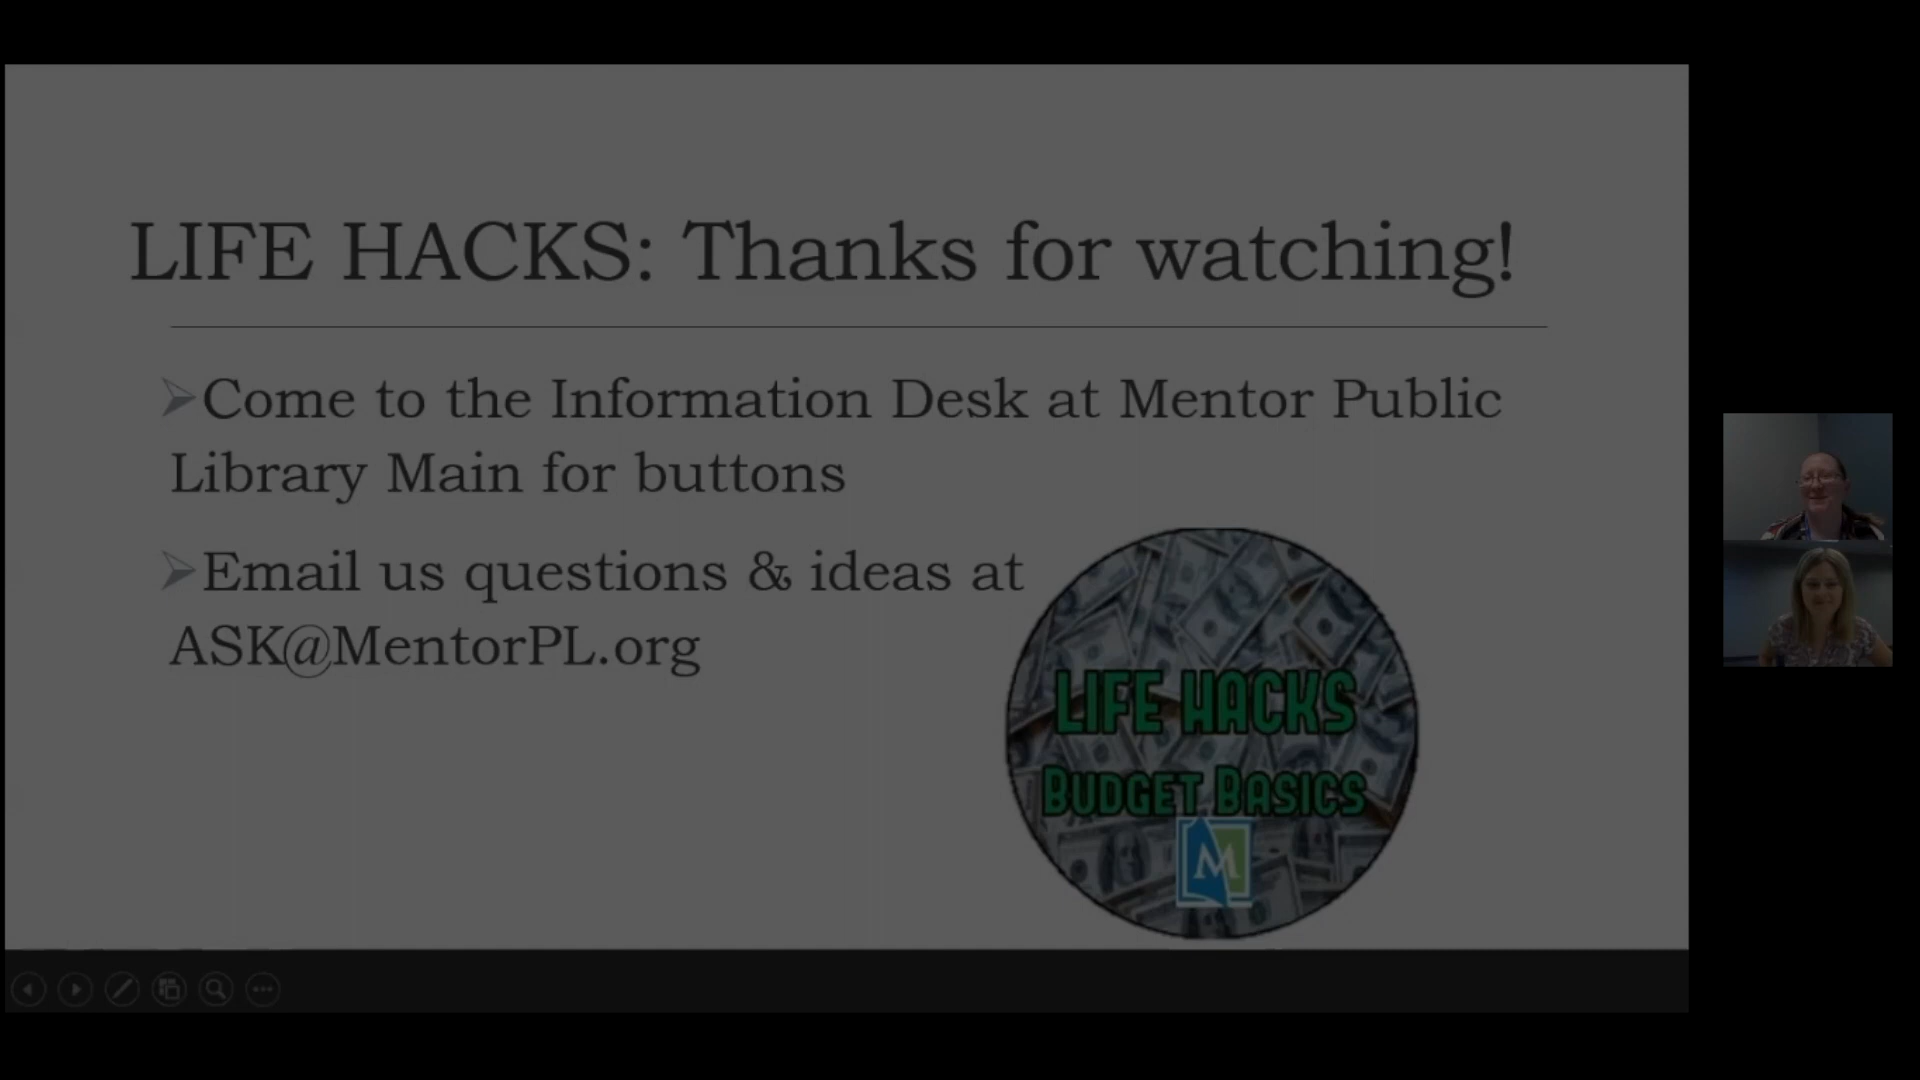 LIFE HACKS: Thanks for watching!
Come to the Information Desk at Mentor Public
Library Main for buttons
Email us questions & ideas at
ASK@MentorPL.org
LIFE HACKS
BUDGET BASICS
M